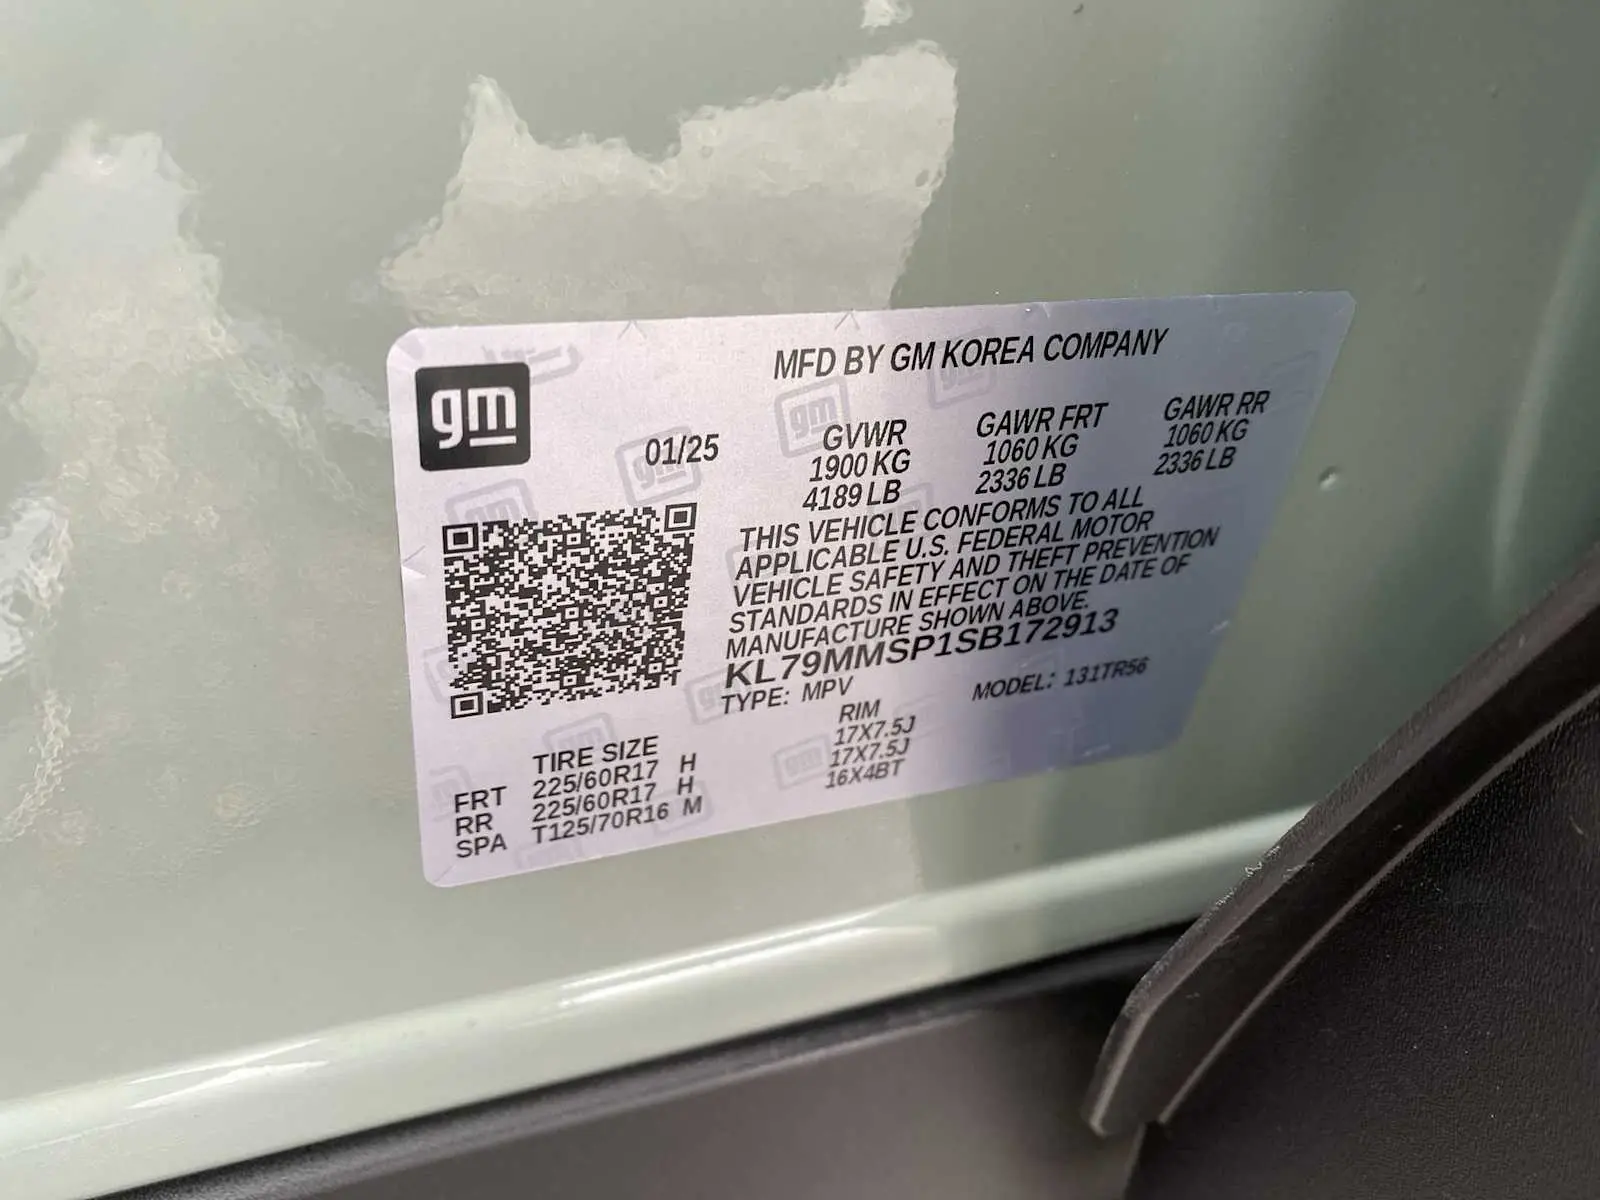 gm
MFD BY GM KOREA COMPANY
01/25
GVWR GAWR FRT GAWR RR
1900 KG 1060 KG 1060 KG
4189 LB 2336 LB 2336 LB
THIS VEHICLE CONFORMS TO ALL
APPLICABLE U.S. FEDERAL MOTOR
VEHICLE SAFETY AND THEFT PREVENTION
STANDARDS IN EFFECT ON THE DATE OF
MANUFACTURE SHOWN ABOVE.
KL79MMSP1SB172913
TYPE: MPV MODEL: 131TR56
TIRE SIZE RIM
FRT 225/60R17 H 17X7.5J
RR 225/60R17 H 17X7.5J
SPA T125/70R16 M 16X4BT